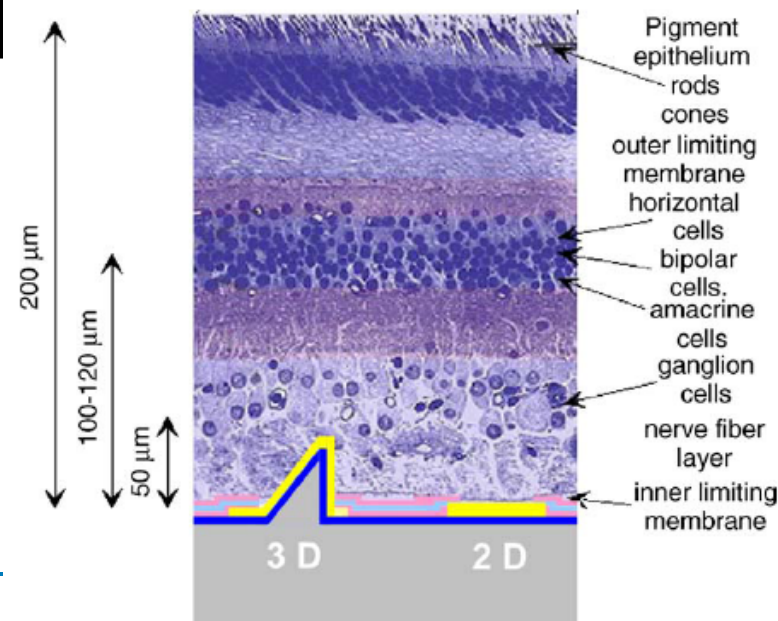 200 µm
100-120 µm
50 µm
Pigment
epithelium
rods
cones
outer limiting
membrane
horizontal
cells
bipolar
cells.
amacrine
cells
ganglion
cells
nerve fiber
layer
inner limiting
membrane
3 D
2 D